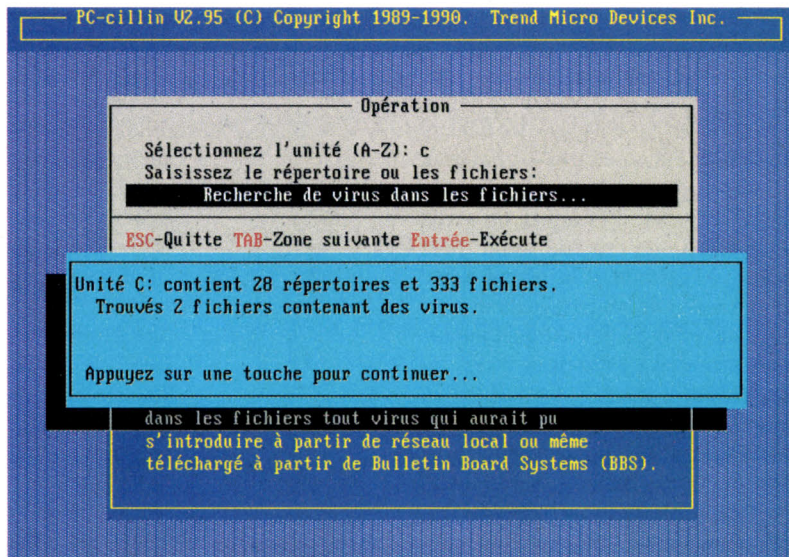 PC-cillin V2.95 (C) Copyright 1989-1990. Trend Micro Devices Inc.
Opération
Sélectionnez l'unité (A-Z): c
Saisissez le répertoire ou les fichiers:
Recherche de virus dans les fichiers...
ESC-Quitte TAB-Zone suivante Entrée-Exécute
Unité C: contient 28 répertoires et 333 fichiers.
Trouvés 2 fichiers contenant des virus.
Appuyez sur une touche pour continuer...
dans les fichiers tout virus qui aurait pu
s'introduire à partir de réseau local ou même
téléchargé à partir de Bulletin Board Systems (BBS).